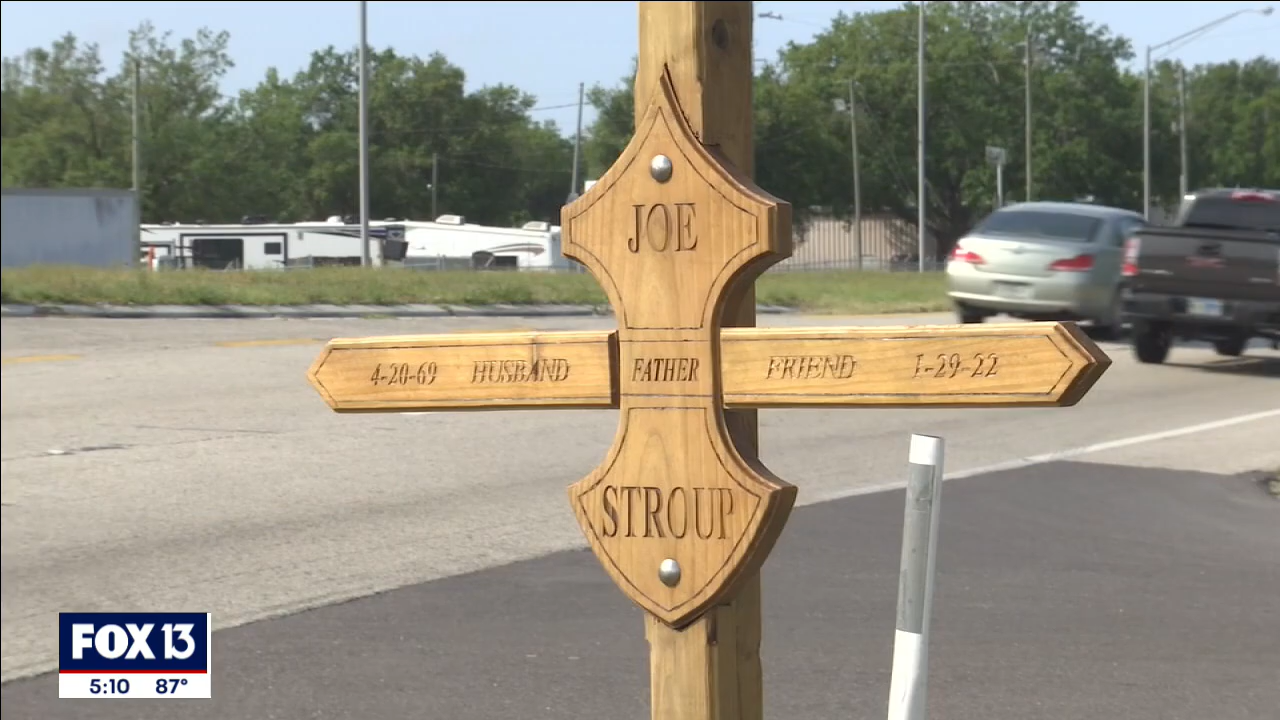 JOE
4-20-69 HUSBAND FATHER FRIEND 1-29-22
STROUP
FOX 13
5:10 87°